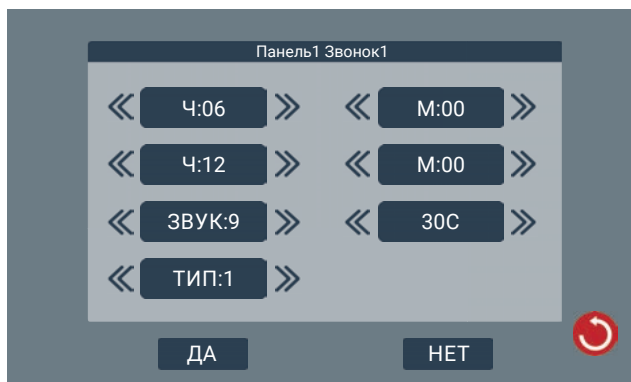 Панель1 Звонок1
Ч:06 М:00
Ч:12 М:00
ЗВУК:9 30С
ТИП:1
ДА НЕТ